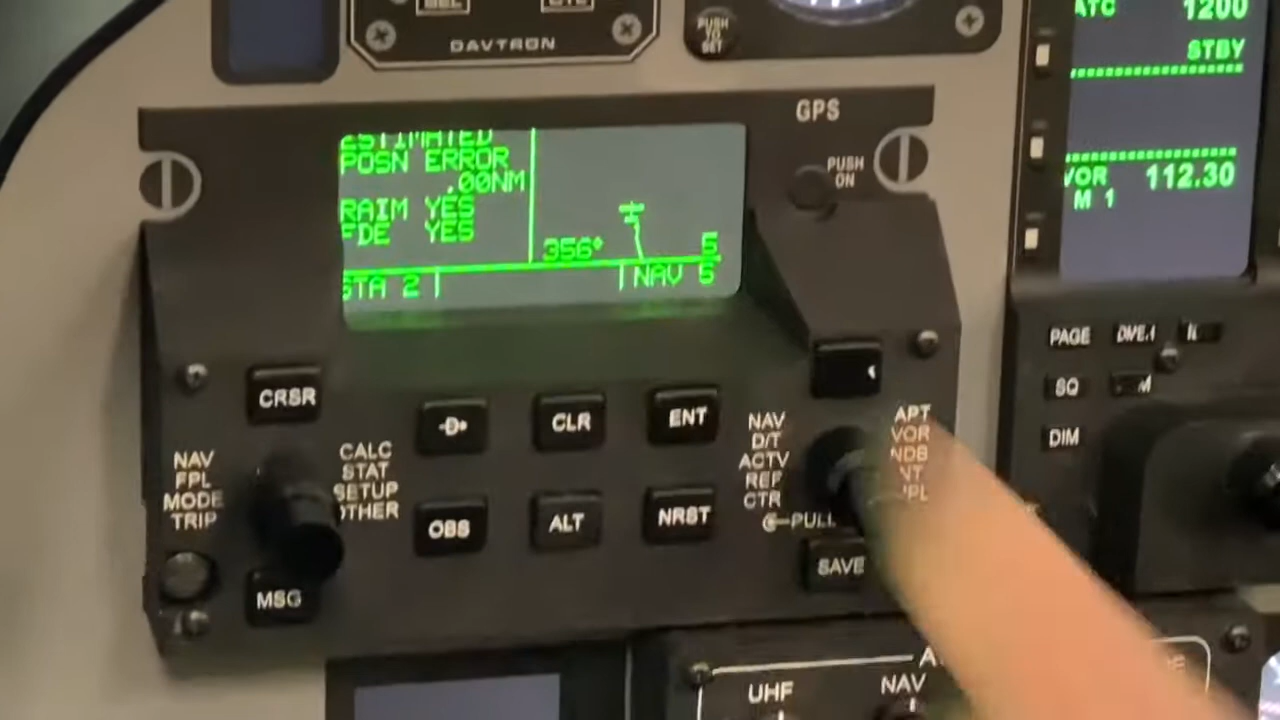 DAVTRON
PUSH
TO
SET
ATC 1200
STBY
VOR 112.30
M 1
GPS
PUSH
ON
ESTIMATED
POSN ERROR
.00NM
RAIM YES
FDE YES
356°
5
STA 2
NAV 5
PAGE
SQ
DIM
CRSR
D
CLR
ENT
OBS
ALT
NRST
NAV
FPL
MODE
TRIP
CALC
STAT
SETUP
OTHER
MSG
NAV
D/T
ACTV
REF
CTR
PULL
APT
VOR
NDB
SAVE
UHF
NAV